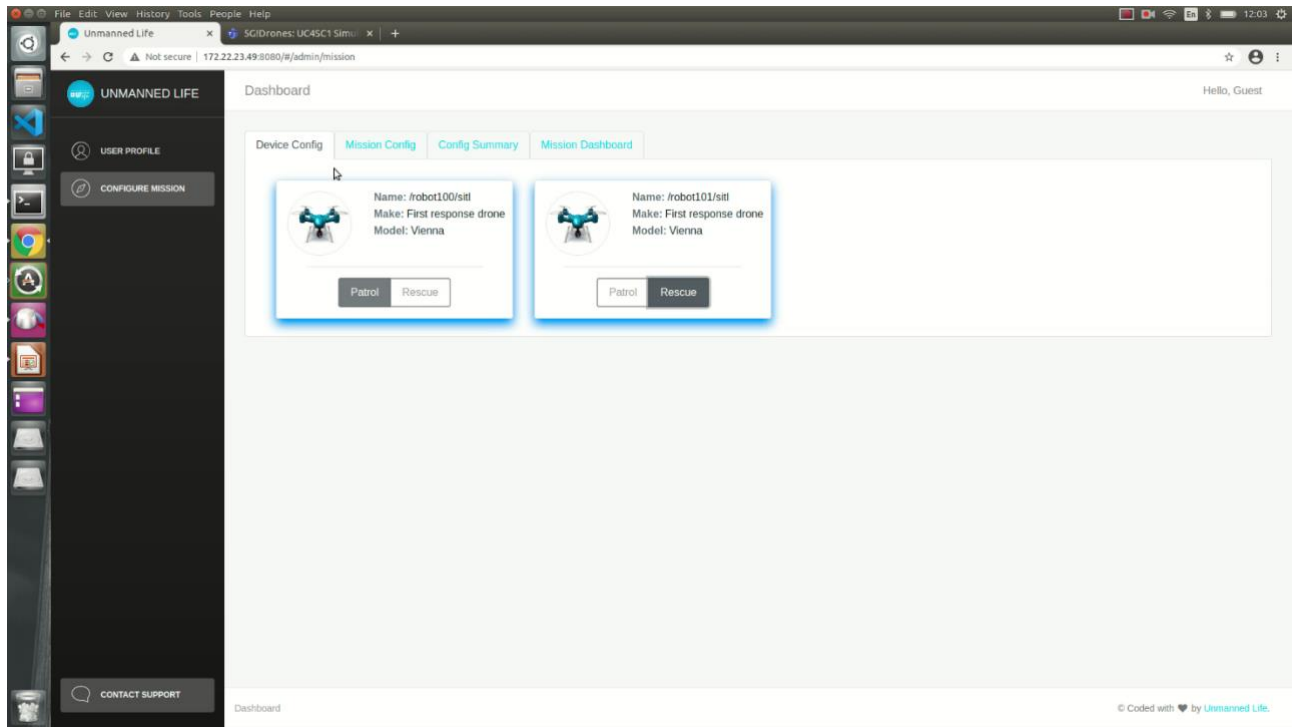 File Edit View History Tools People Help
En 12:03
Unmanned Life × SG!Drones: UC4SC1 Simul × +
Not secure | 172.22.23.49:8080/#/admin/mission
UNMANNED LIFE
Dashboard
Hello, Guest
USER PROFILE
CONFIGURE MISSION
Device Config Mission Config Config Summary Mission Dashboard
Name: /robot100/sitl
Make: First response drone
Model: Vienna
Patrol Rescue
Name: /robot101/sitl
Make: First response drone
Model: Vienna
Patrol Rescue
CONTACT SUPPORT
Dashboard
© Coded with ♥ by Unmanned Life.